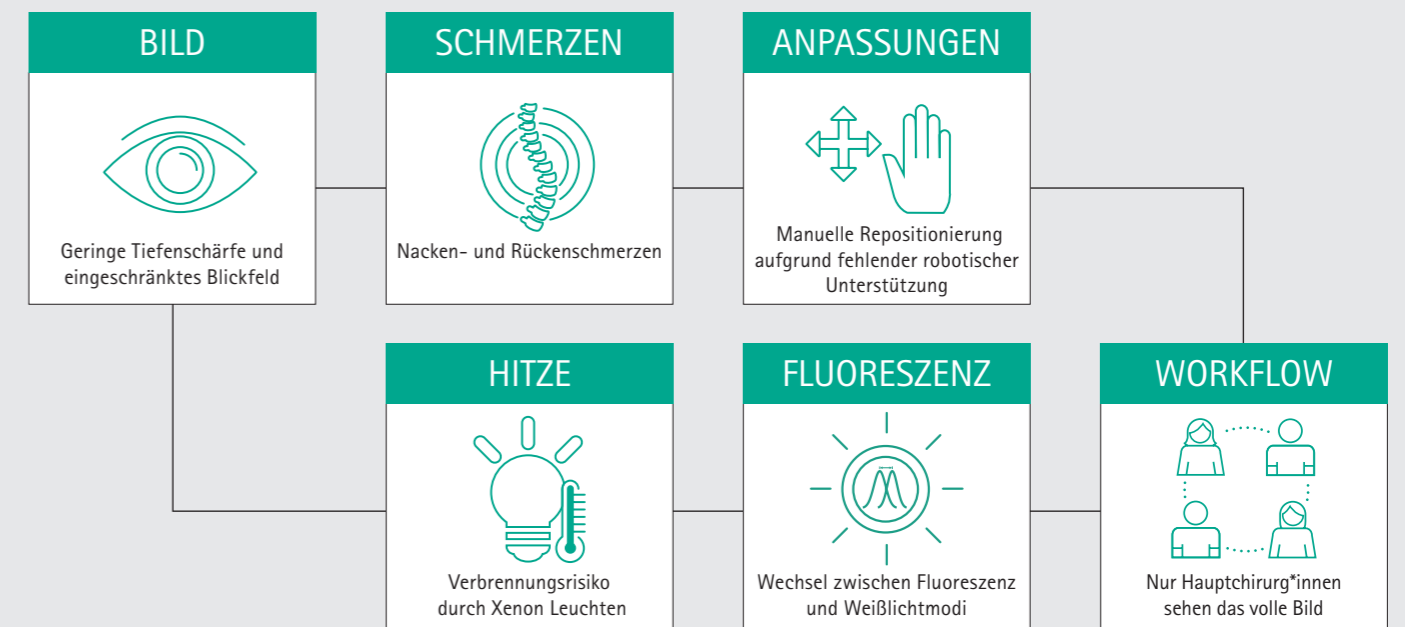 BILD
Geringe Tiefenschärfe und
eingeschränktes Blickfeld
SCHMERZEN
Nacken- und Rückenschmerzen
ANPASSUNGEN
Manuelle Repositionierung
aufgrund fehlender robotischer
Unterstützung
HITZE
Verbrennungsrisiko
durch Xenon Leuchten
FLUORESZENZ
Wechsel zwischen Fluoreszenz
und Weißlichtmodi
WORKFLOW
Nur Hauptchirurg*innen
sehen das volle Bild